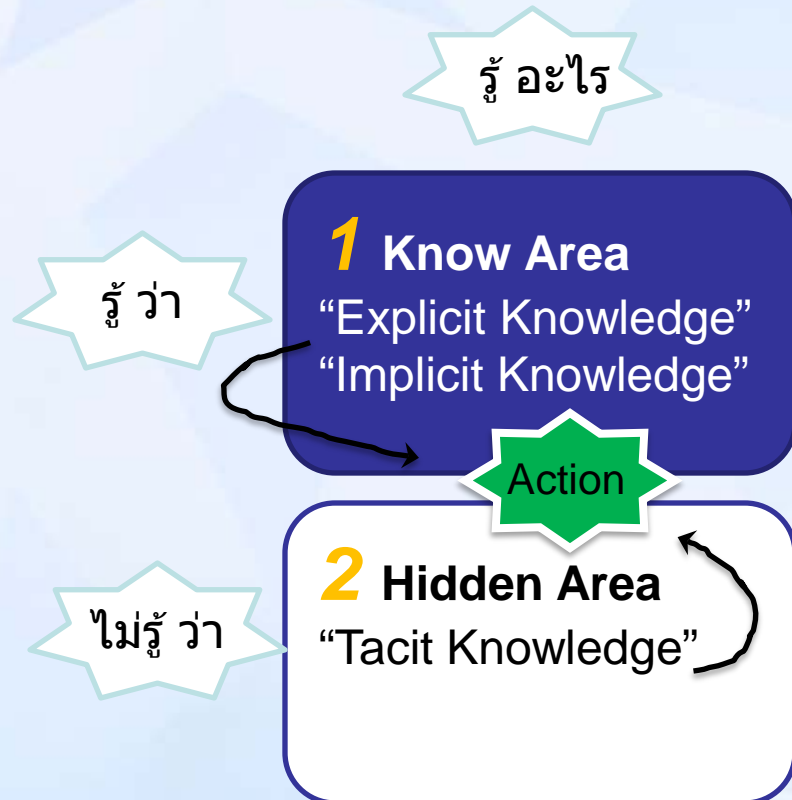 รู้ อะไร
รู้ ว่า
1 Know Area
“Explicit Knowledge”
“Implicit Knowledge”
Action
ไม่รู้ ว่า
2 Hidden Area
“Tacit Knowledge”